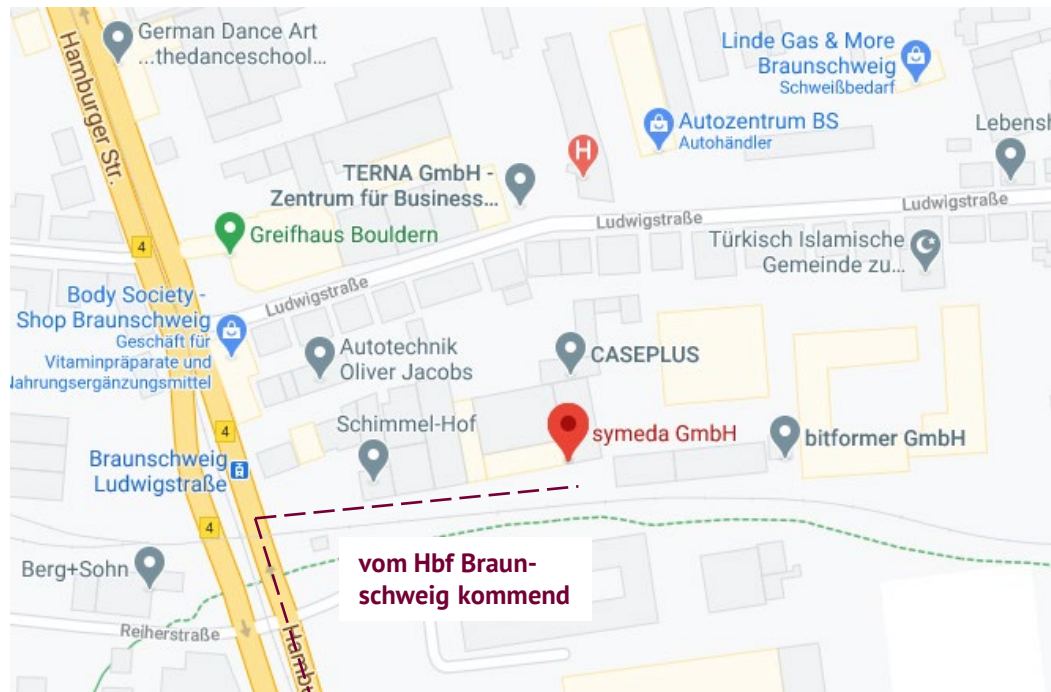 German Dance Art
...thedanceschool...
Hamburger Str.
Linde Gas & More
Braunschweig
Schweißbedarf
Autozentrum BS
Autohändler
H
TERNA GmbH -
Zentrum für Business...
Ludwigstraße
Ludwigstraße
Greifhaus Bouldern
4
Türkisch Islamische
Gemeinde zu...
Ludwigstraße
Body Society -
Shop Braunschweig
Geschäft für
Vitaminpräparate und
Nahrungsergänzungsmittel
Autotechnik
Oliver Jacobs
CASEPLUS
Schimmel-Hof
symeda GmbH
bitformer GmbH
4
Braunschweig
Ludwigstraße
4
vom Hbf Braun-
schweig kommend
Berg+Sohn
Reiherstraße